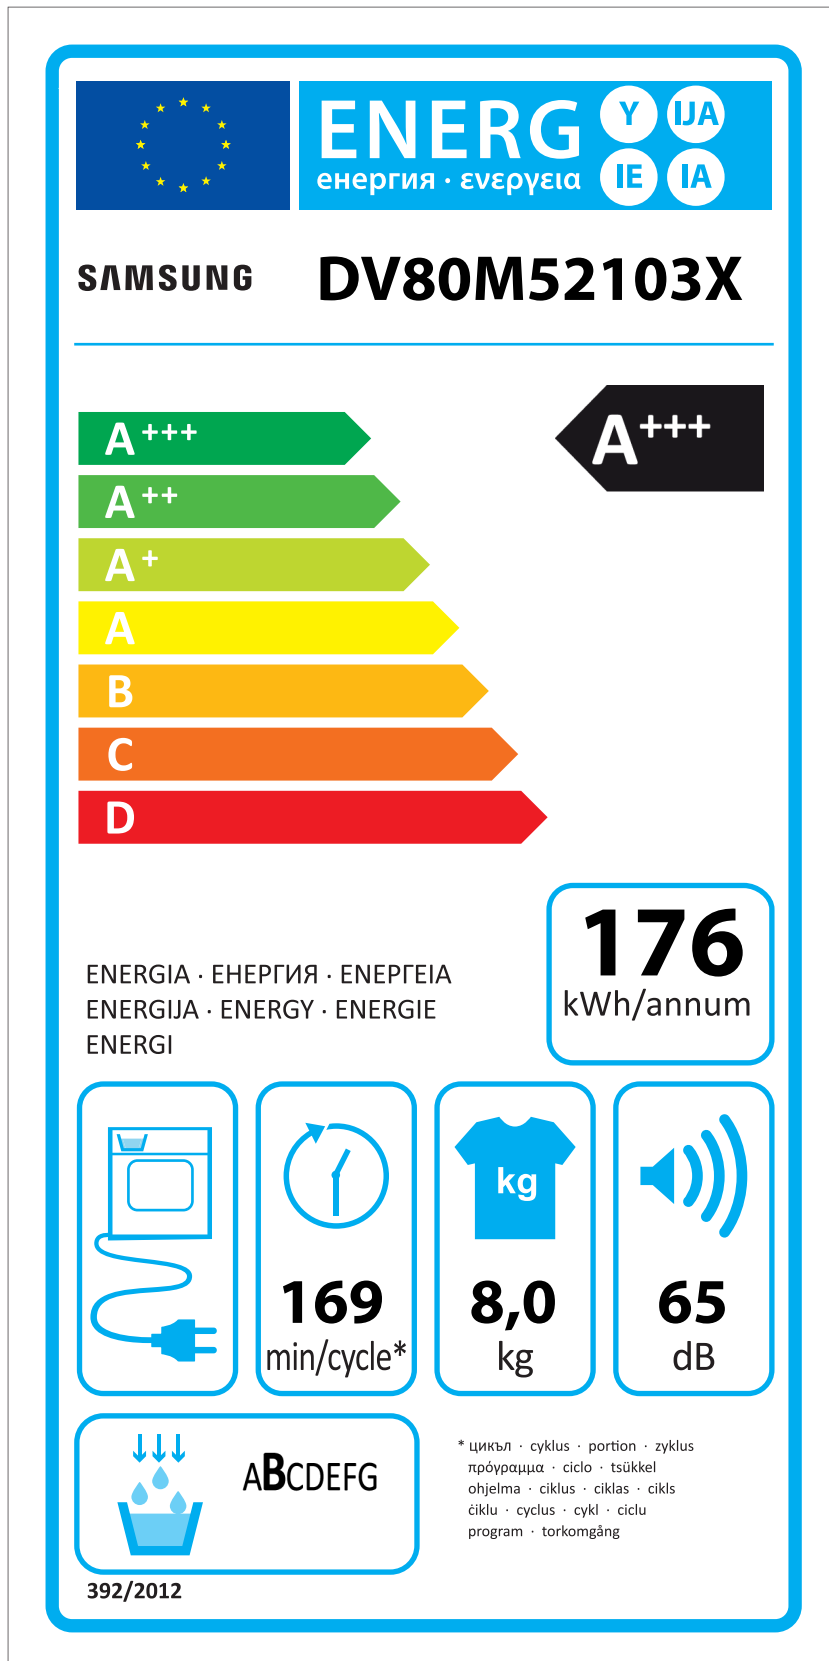 ENERG Y IJA
IE IA
енергия · ενεργεια
SAMSUNG DV80M52103X
A+++ A+++
A++
A+
A
B
C
D
176
kWh/annum
ENERGIA · ЕНЕРГИЯ · ΕΝΕΡΓΕΙΑ
ENERGIJA · ENERGY · ENERGIE
ENERGI
kg
169 8,0 65
min/cycle* kg dB
ABCDEFG
* цикъл · cyklus · portion · zyklus
πρόγραμμα · ciclo · tsükkel
ohjelma · ciklus · ciklas · cikls
ċiklu · cyclus · cykl · ciclu
program · torkomgång
392/2012